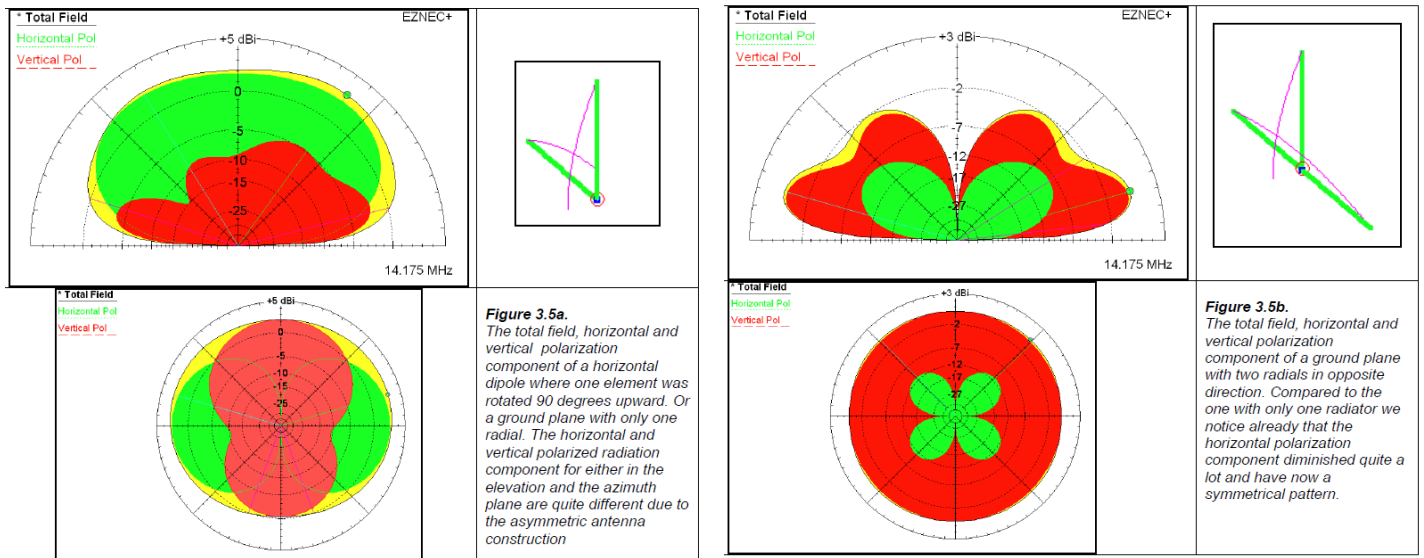 * Total Field
EZNEC+
Horizontal Pol
Vertical Pol
+5 dBi
0
-5
-10
-15
-25
14.175 MHz
* Total Field
Horizontal Pol
Vertical Pol
+5 dBi
0
-5
-10
-15
-25
Figure 3.5a.
The total field, horizontal and
vertical polarization
component of a horizontal
dipole where one element was
rotated 90 degrees upward. Or
a ground plane with only one
radial. The horizontal and
vertical polarized radiation
component for either in the
elevation and the azimuth
plane are quite different due to
the asymmetric antenna
construction
* Total Field
EZNEC+
Horizontal Pol
Vertical Pol
+3 dBi
-2
-7
-12
-17
-27
14.175 MHz
* Total Field
Horizontal Pol
Vertical Pol
+3 dBi
-2
-7
-12
-17
-27
Figure 3.5b.
The total field, horizontal and
vertical polarization
component of a ground plane
with two radials in opposite
direction. Compared to the
one with only one radiator we
notice already that the
horizontal polarization
component diminished quite a
lot and have now a
symmetrical pattern.